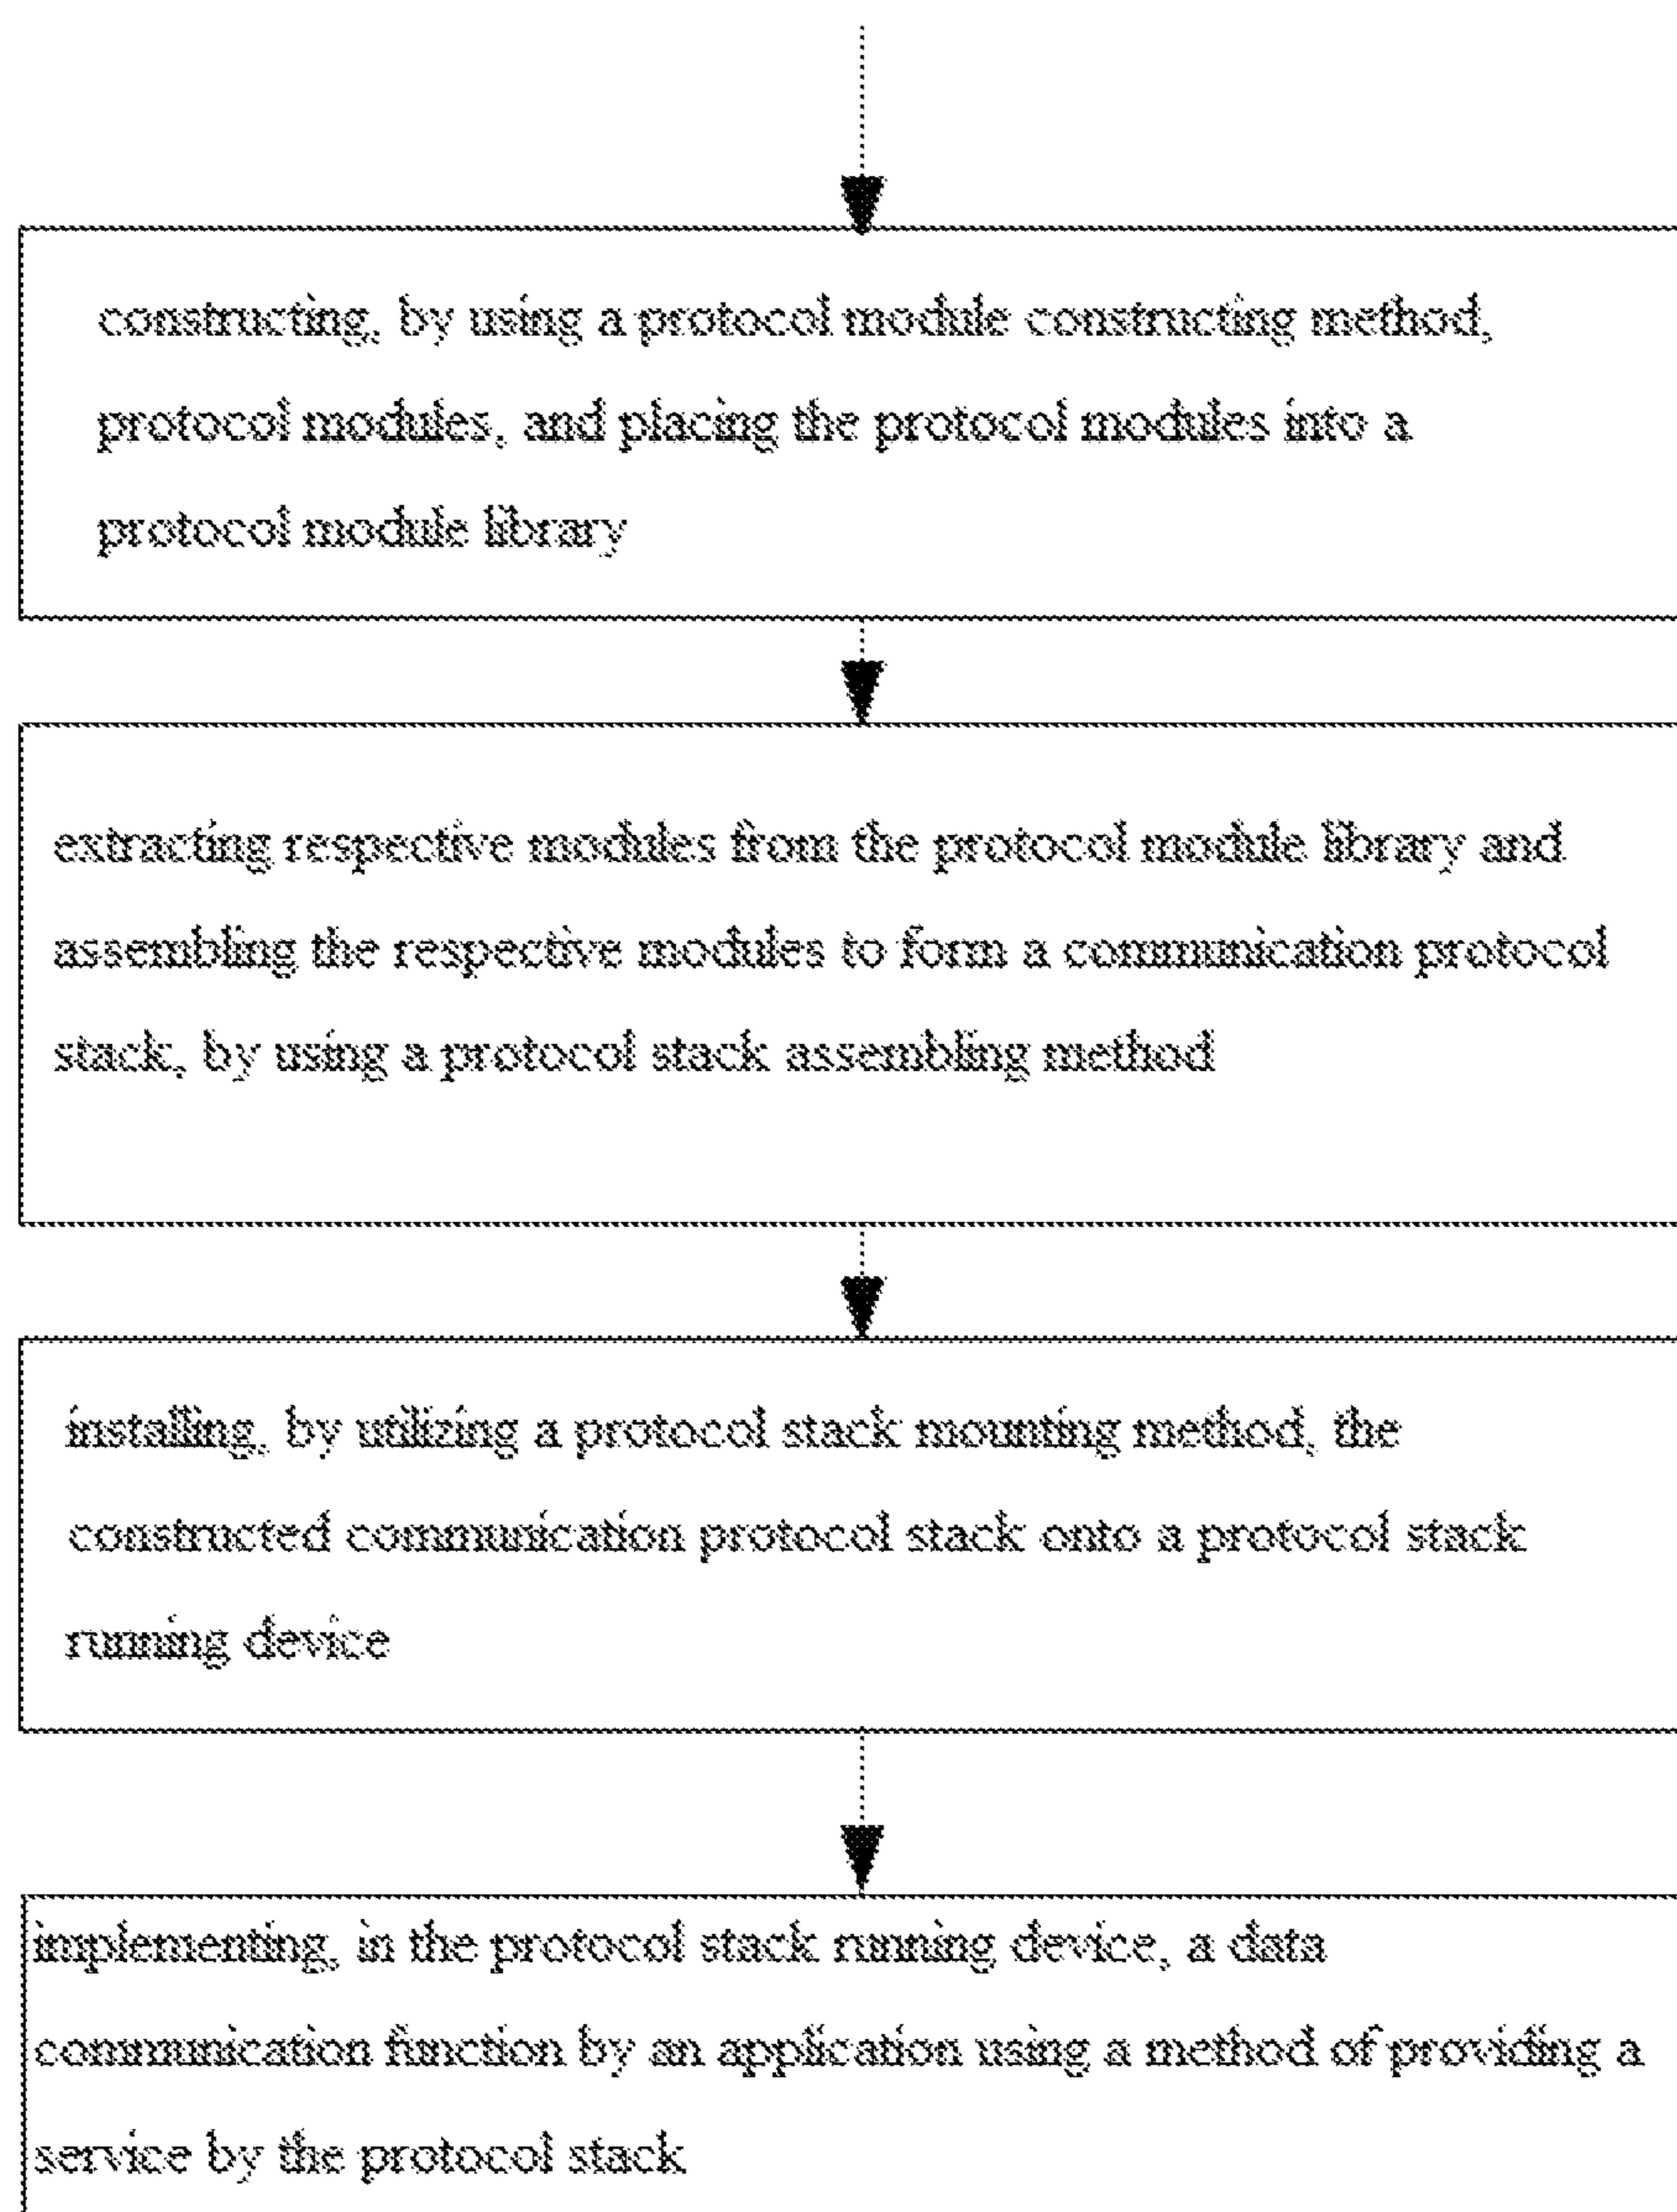 constructing, by using a protocol module constructing method,
protocol modules, and placing the protocol modules into a
protocol module library
extracting respective modules from the protocol module library and
assembling the respective modules to form a communication protocol
stack, by using a protocol stack assembling method
installing, by utilizing a protocol stack mounting method, the
constructed communication protocol stack onto a protocol stack
running device
implementing, in the protocol stack running device, a data
communication function by an application using a method of providing a
service by the protocol stack